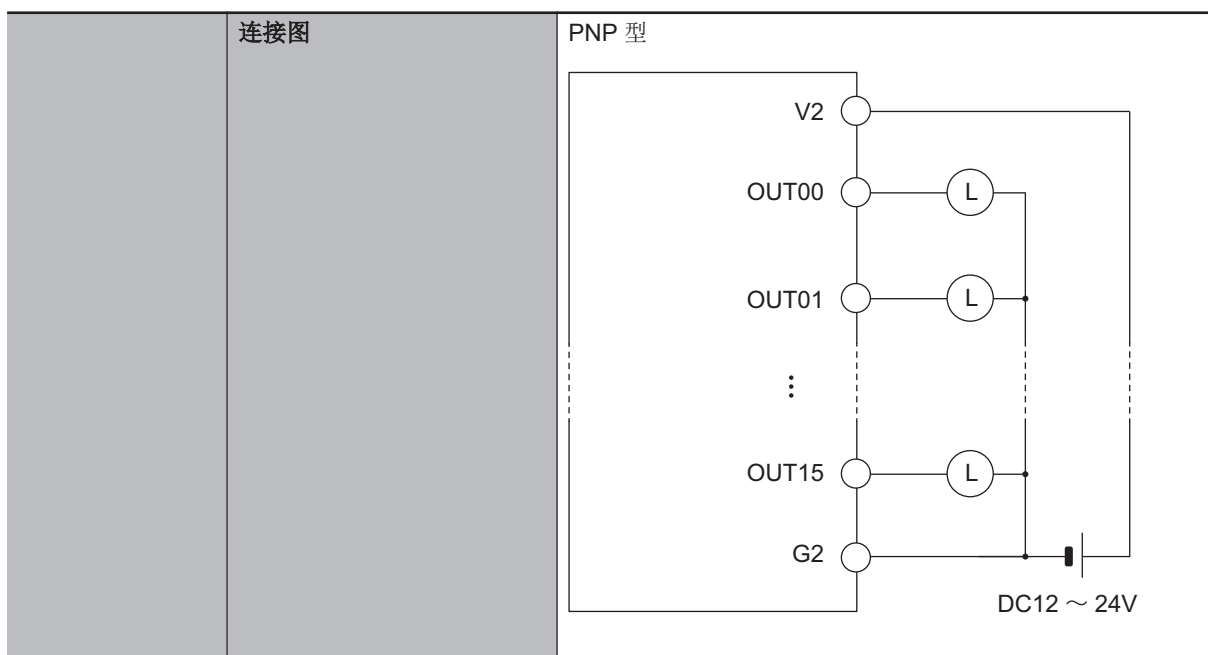 连接图
PNP 型
V2
OUT00
L
OUT01
L
⋮
OUT15
L
G2
DC12 ～ 24V